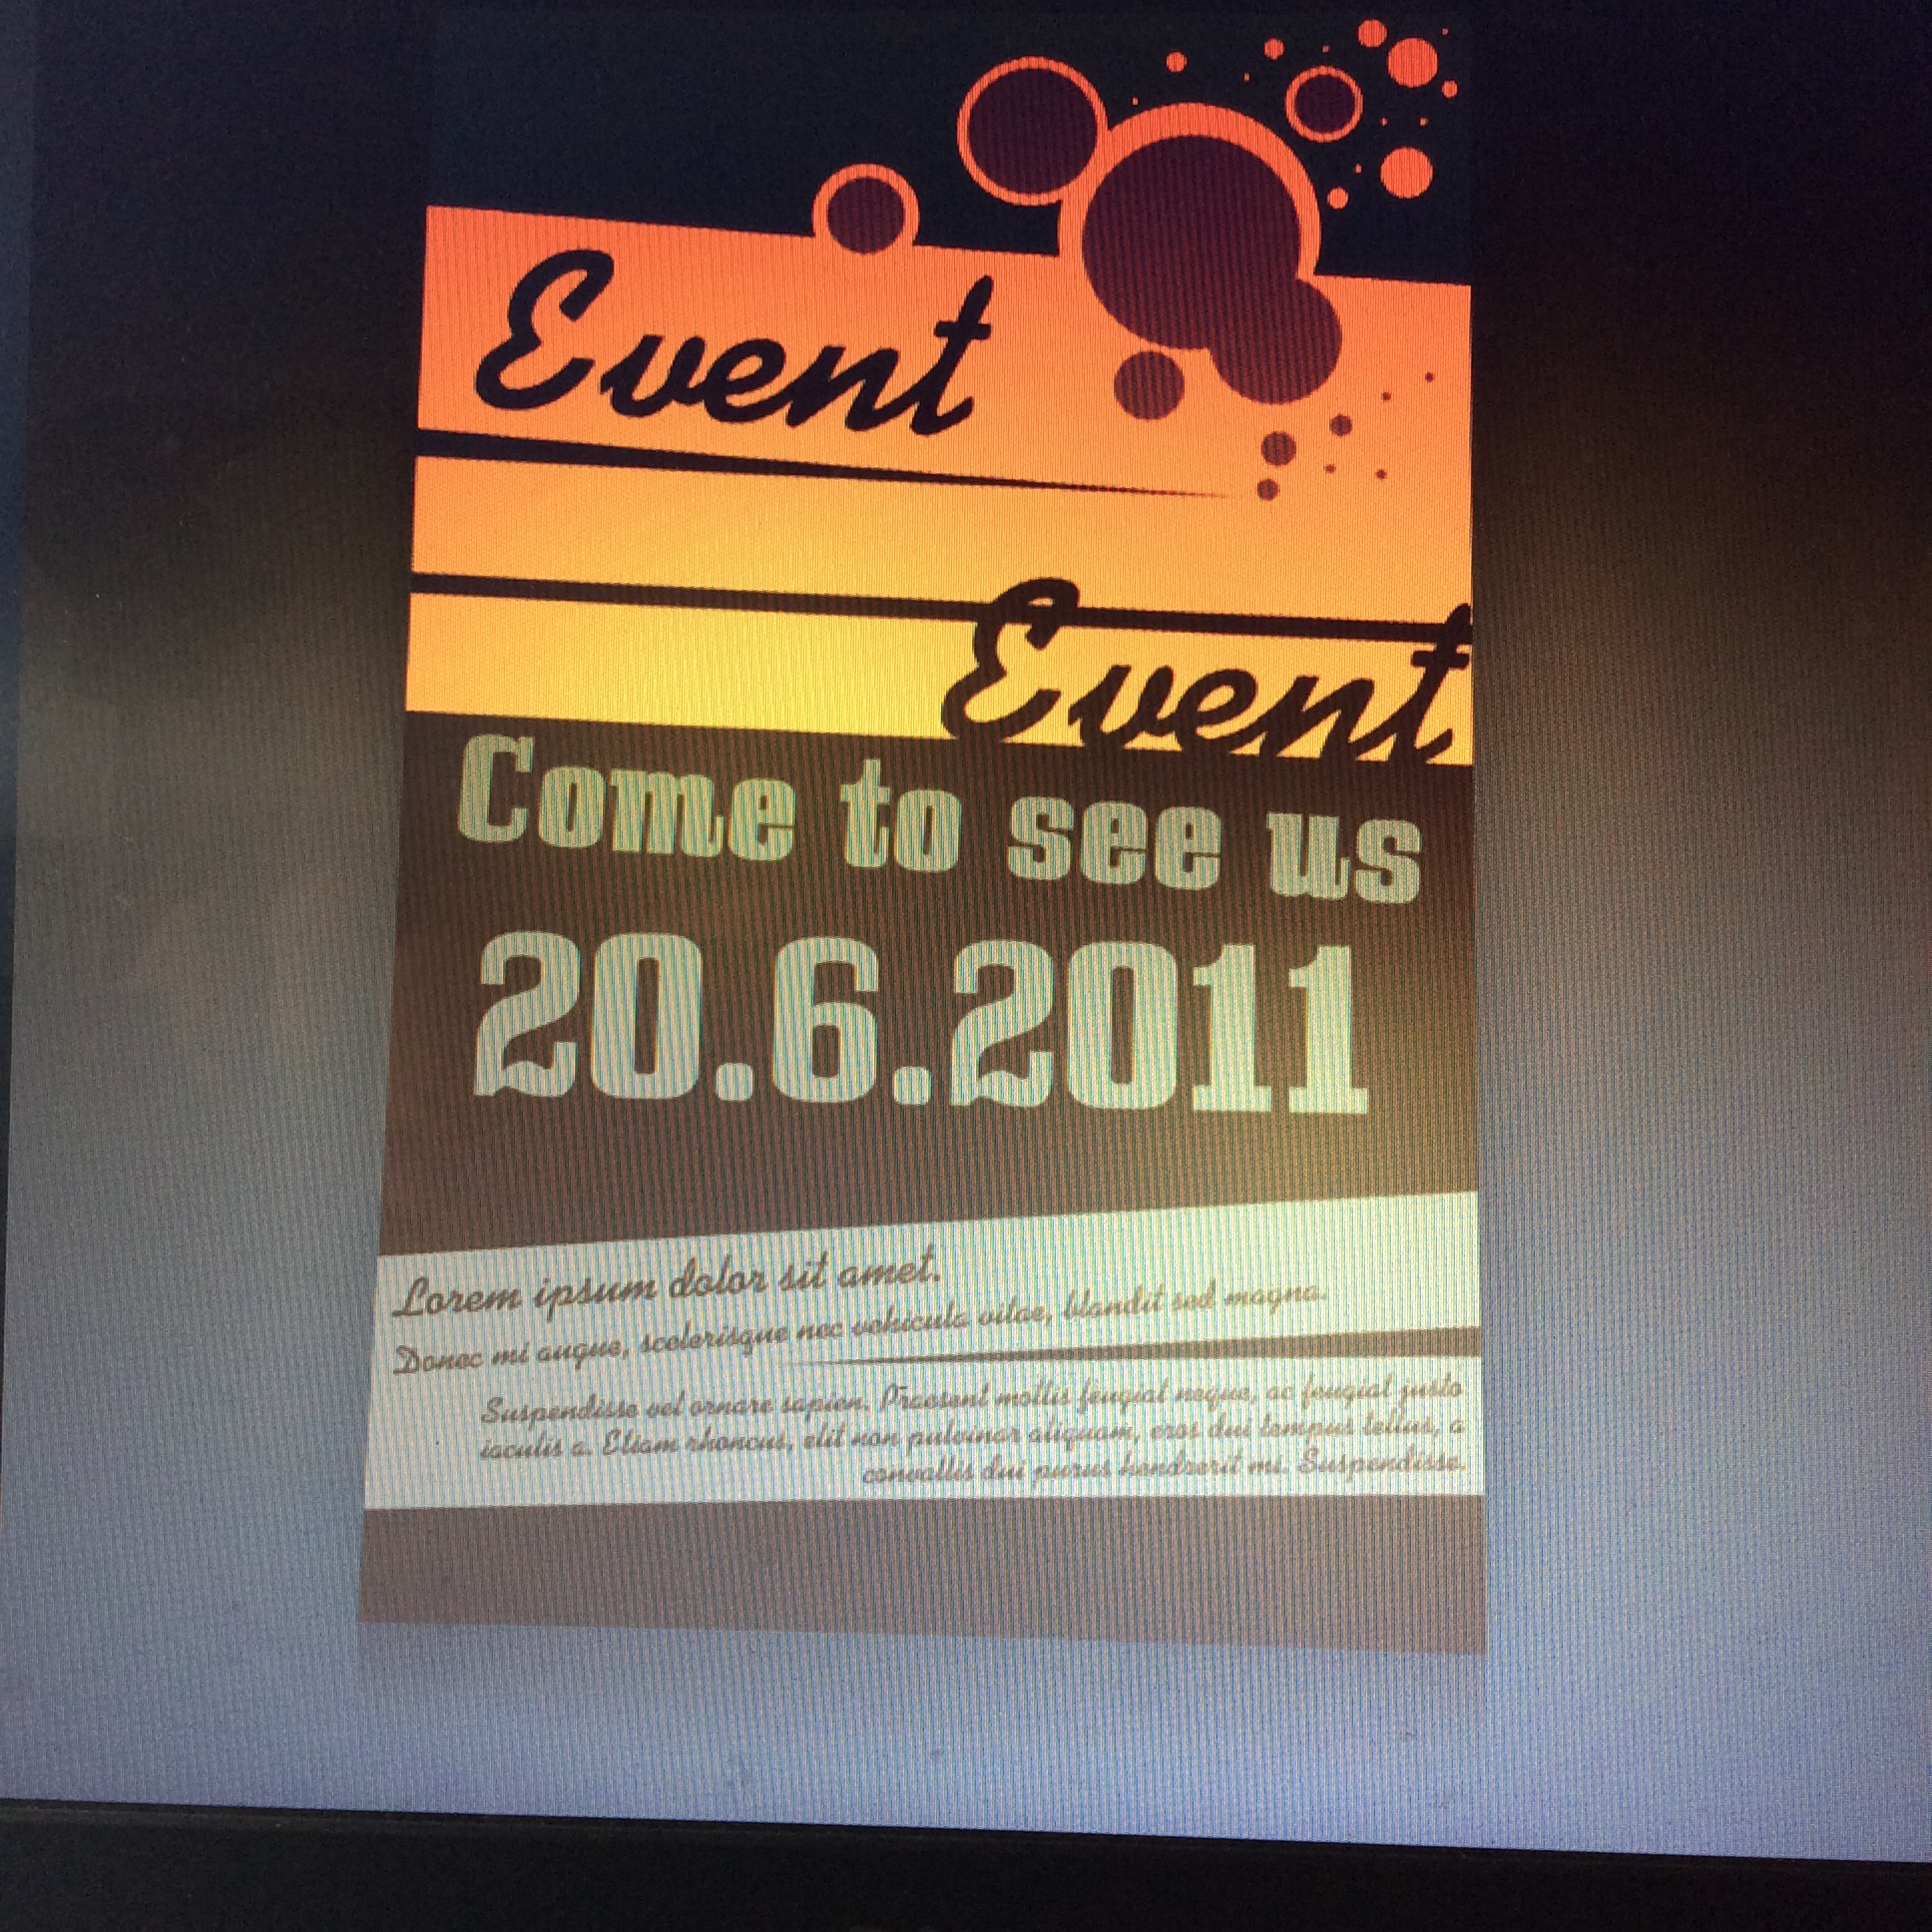 Event
Event
Come to see us
20.6.2011
Lorem ipsum dolor sit amet.
Donec mi augue, scelerisque nec vehicula vitae, blandit sed magna.
Suspendisse vel ornare sapien. Praesent mollis feugiat neque, ac feugiat justo
iaculis a. Etiam rhoncus, elit non pulvinar aliquam, eros dui tempus tellus, a
convallis dui purus hendrerit mi. Suspendisse.